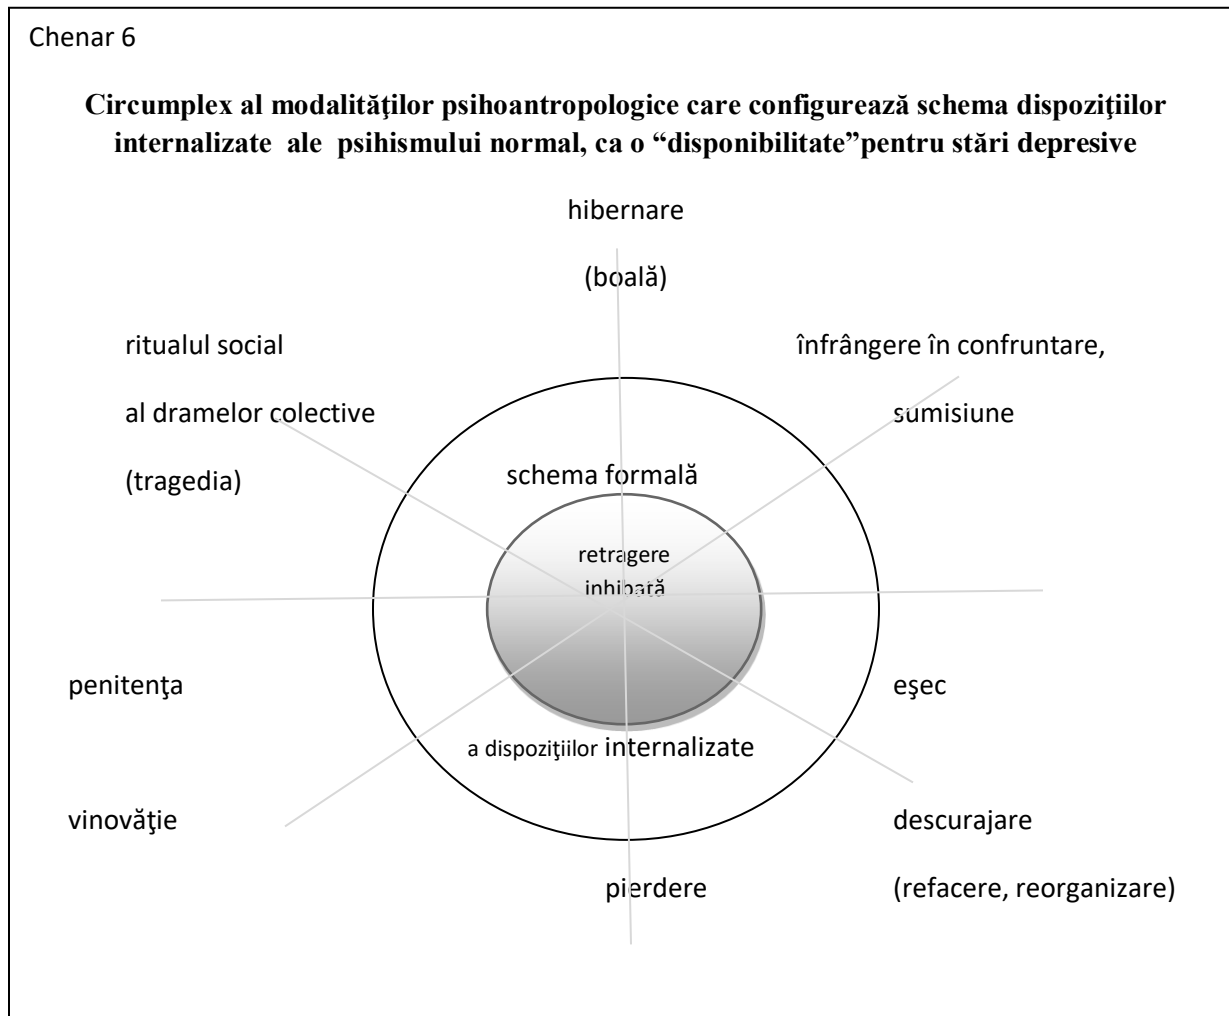 Chenar 6
Circumplex al modalităţilor psihoantropologice care configurează schema dispoziţiilor
internalizate ale psihismului normal, ca o “disponibilitate”pentru stări depresive
hibernare
(boală)
ritualul social
înfrângere în confruntare,
al dramelor colective
sumisiune
(tragedia)
schema formală
retragere
inhibată
penitenţa
eşec
a dispoziţiilor internalizate
vinovăţie
descurajare
pierdere
(refacere, reorganizare)